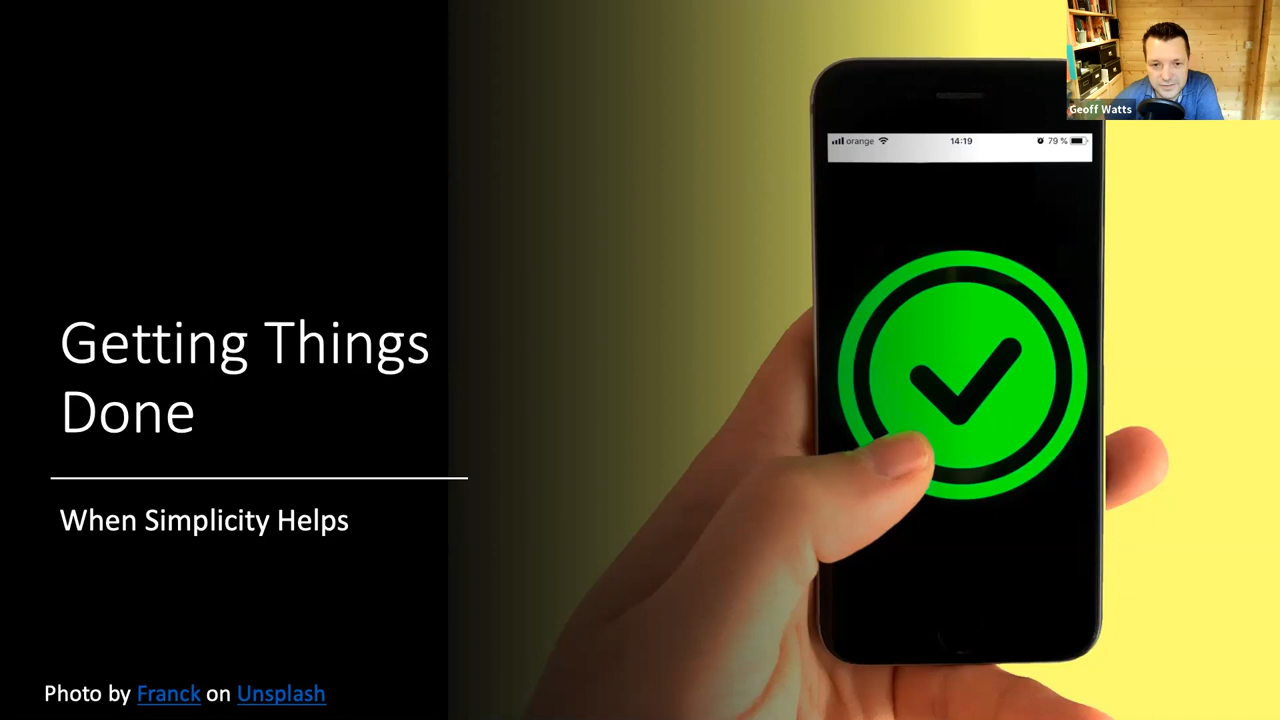 Geoff Watts
orange 14:19 79 %
Getting Things
Done
When Simplicity Helps
Photo by Franck on Unsplash